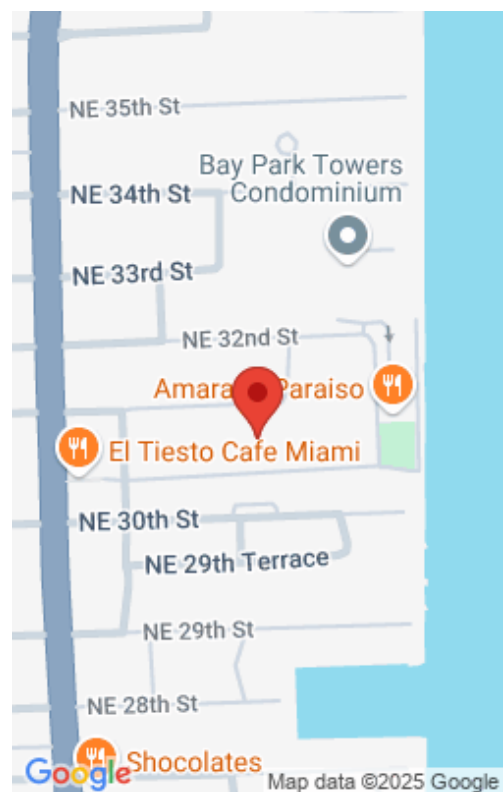 NE 35th St
Bay Park Towers
Condominium
NE 34th St
NE 33rd St
NE 32nd St
Paraiso
El Tiesto Cafe Miami
NE 30th St
NE 29th Terrace
NE 29th St
NE 28th St
Shocolates
Google
Map data ©2025 Google